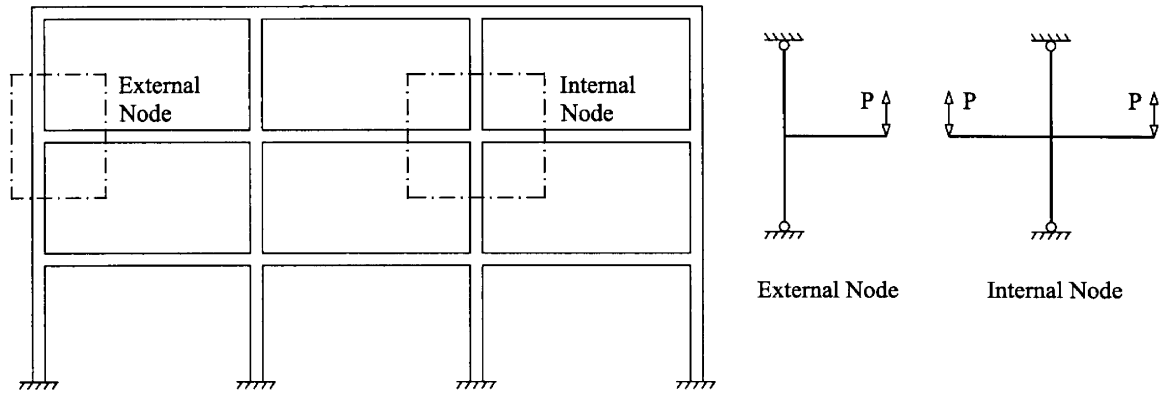 External
Node
Internal
Node
P
P
P
External Node
Internal Node